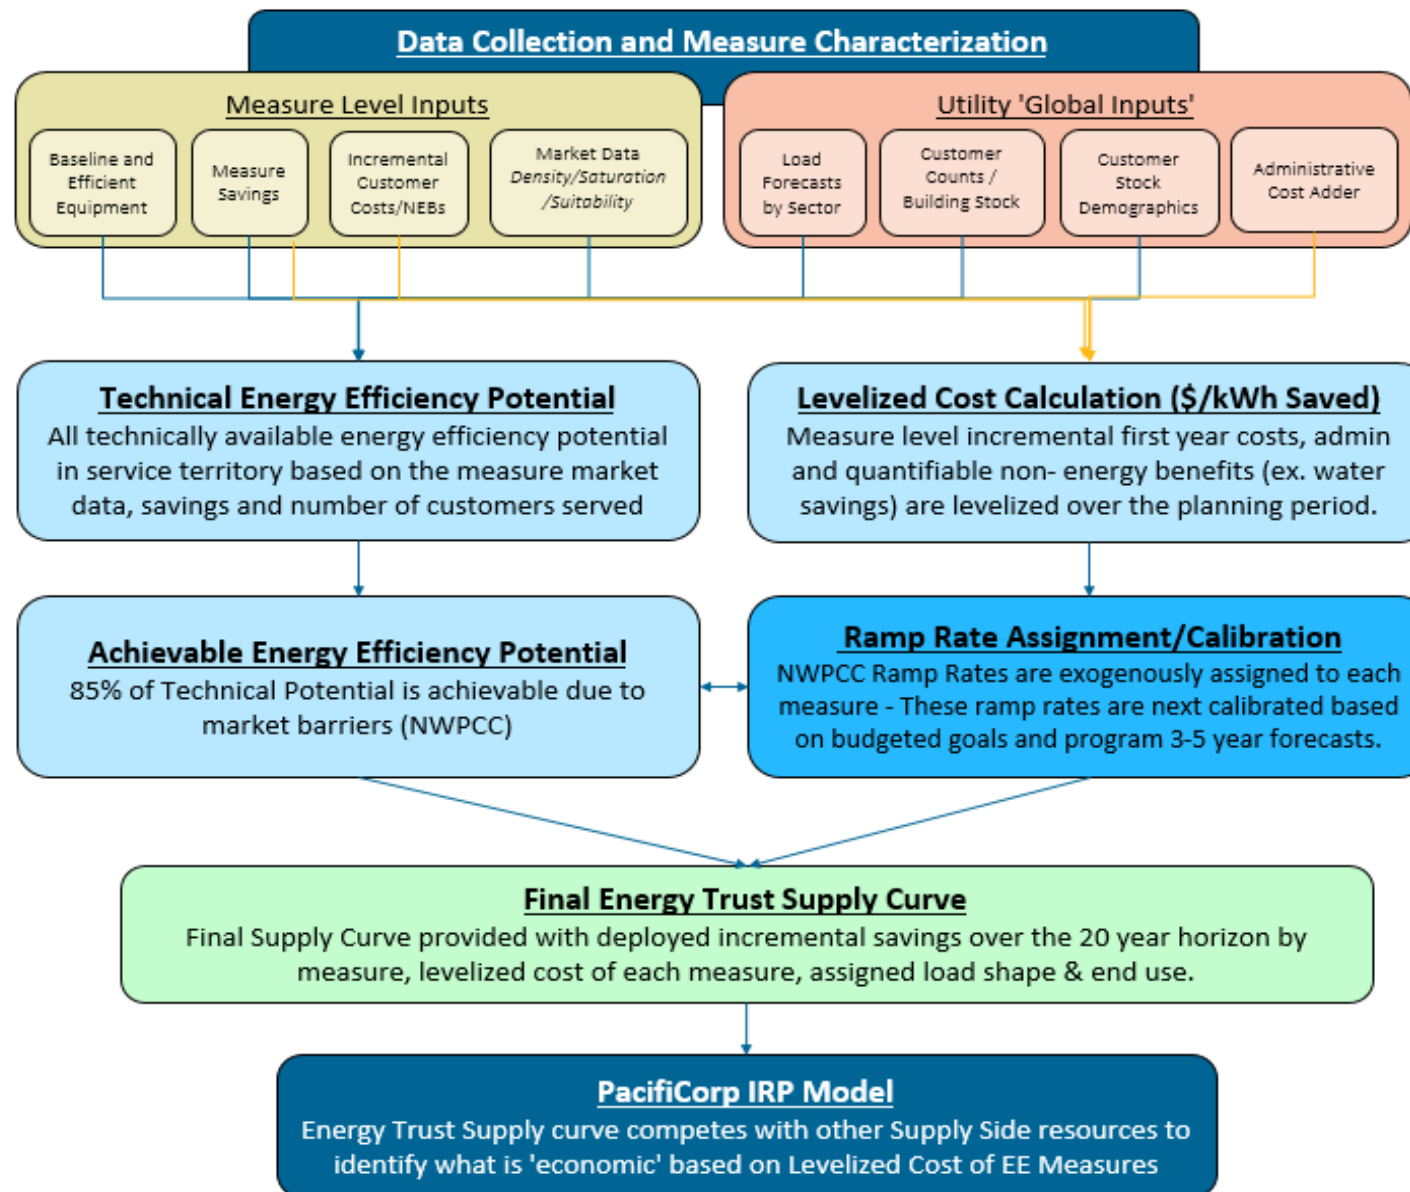 Data Collection and Measure Characterization
Measure Level Inputs
Baseline and
Efficient
Equipment
Measure
Savings
Incremental
Customer
Costs/NEBs
Market Data
Density/Saturation
/Suitability
Utility 'Global Inputs'
Load
Forecasts
by Sector
Customer
Counts /
Building Stock
Customer
Stock
Demographics
Administrative
Cost Adder
Technical Energy Efficiency Potential
All technically available energy efficiency potential
in service territory based on the measure market
data, savings and number of customers served
Levelized Cost Calculation ($/kWh Saved)
Measure level incremental first year costs, admin
and quantifiable non- energy benefits (ex. water
savings) are levelized over the planning period.
Achievable Energy Efficiency Potential
85% of Technical Potential is achievable due to
market barriers (NWPCC)
Ramp Rate Assignment/Calibration
NWPCC Ramp Rates are exogenously assigned to each
measure - These ramp rates are next calibrated based
on budgeted goals and program 3-5 year forecasts.
Final Energy Trust Supply Curve
Final Supply Curve provided with deployed incremental savings over the 20 year horizon by
measure, levelized cost of each measure, assigned load shape & end use.
PacifiCorp IRP Model
Energy Trust Supply curve competes with other Supply Side resources to
identify what is 'economic' based on Levelized Cost of EE Measures